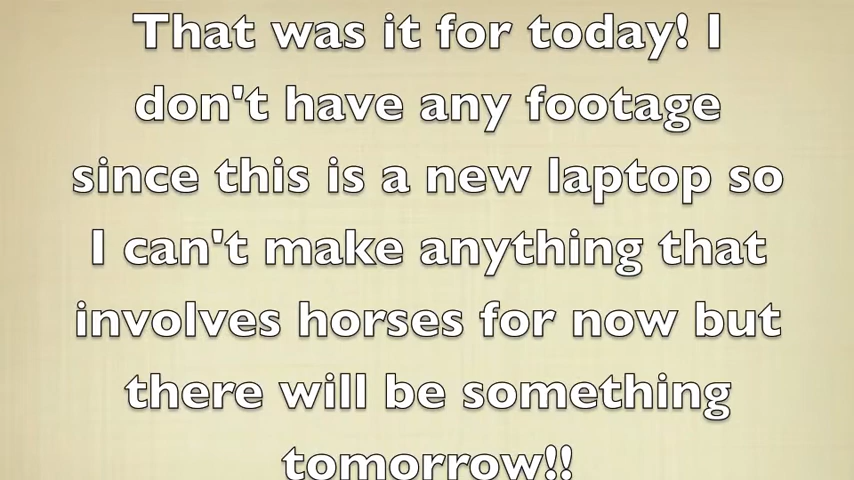 That was it for today! I
don't have any footage
since this is a new laptop so
I can't make anything that
involves horses for now but
there will be something
tomorrow!!